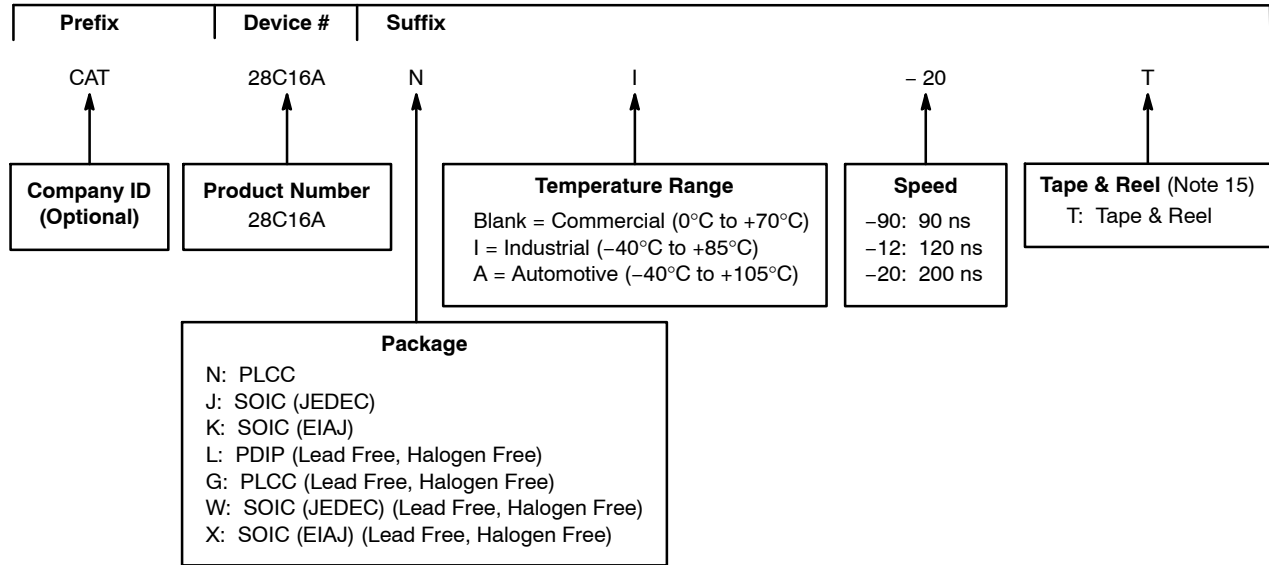 Prefix Device # Suffix
CAT 28C16A N I – 20 T
Company ID
(Optional)
Product Number
28C16A
Temperature Range
Blank = Commercial (0°C to +70°C)
I = Industrial (−40°C to +85°C)
A = Automotive (−40°C to +105°C)
Speed
−90: 90 ns
−12: 120 ns
−20: 200 ns
Tape & Reel (Note 15)
T: Tape & Reel
Package
N: PLCC
J: SOIC (JEDEC)
K: SOIC (EIAJ)
L: PDIP (Lead Free, Halogen Free)
G: PLCC (Lead Free, Halogen Free)
W: SOIC (JEDEC) (Lead Free, Halogen Free)
X: SOIC (EIAJ) (Lead Free, Halogen Free)